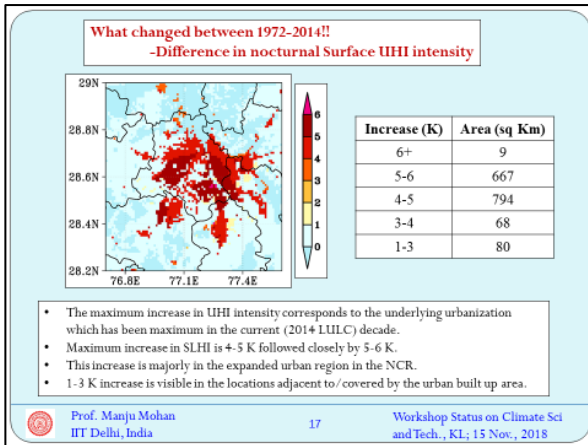 What changed between 1972-2014!!
-Difference in nocturnal Surface UHI intensity
29N
28.8N
28.6N
28.4N
28.2N
76.8E 77.1E 77.4E
6
5
4
3
2
1
0
Increase (K) Area (sq Km)
6+ 9
5-6 667
4-5 794
3-4 68
1-3 80
• The maximum increase in UHI intensity corresponds to the underlying urbanization
which has been maximum in the current (2014 LULC) decade.
• Maximum increase in SLHI is 4-5 K followed closely by 5-6 K.
• This increase is majorly in the expanded urban region in the NCR.
• 1-3 K increase is visible in the locations adjacent to/covered by the urban built up area.
Prof. Manju Mohan
IIT Delhi, India
17
Workshop Status on Climate Sci
and Tech., KL; 15 Nov., 2018